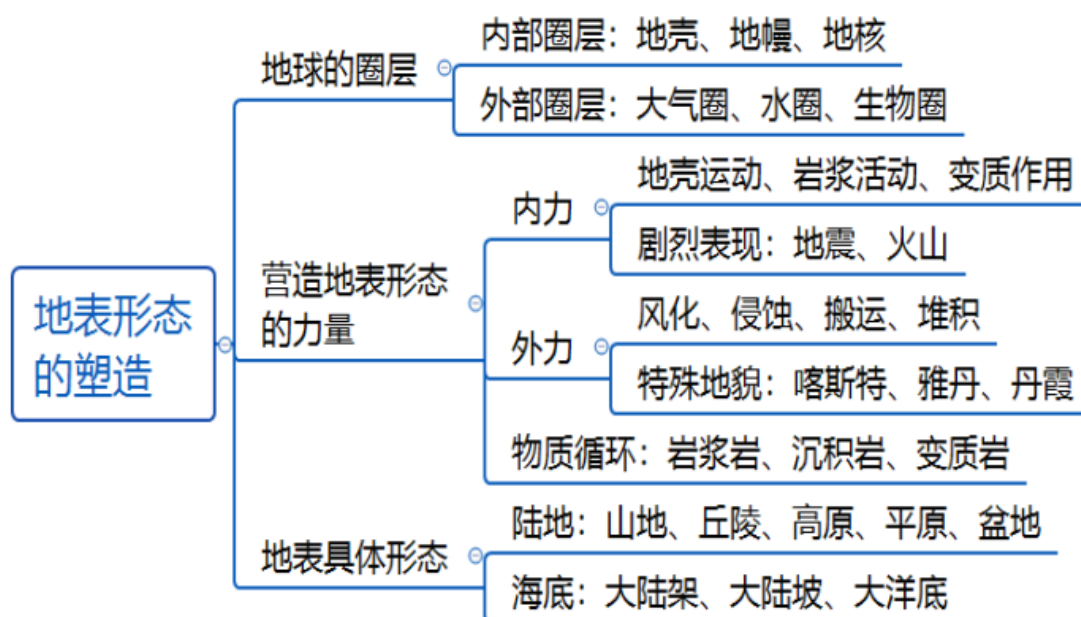 地表形态
的塑造
地球的圈层
内部圈层：地壳、地幔、地核
外部圈层：大气圈、水圈、生物圈
营造地表形态
的力量
内力
地壳运动、岩浆活动、变质作用
剧烈表现：地震、火山
外力
风化、侵蚀、搬运、堆积
特殊地貌：喀斯特、雅丹、丹霞
物质循环：岩浆岩、沉积岩、变质岩
地表具体形态
陆地：山地、丘陵、高原、平原、盆地
海底：大陆架、大陆坡、大洋底